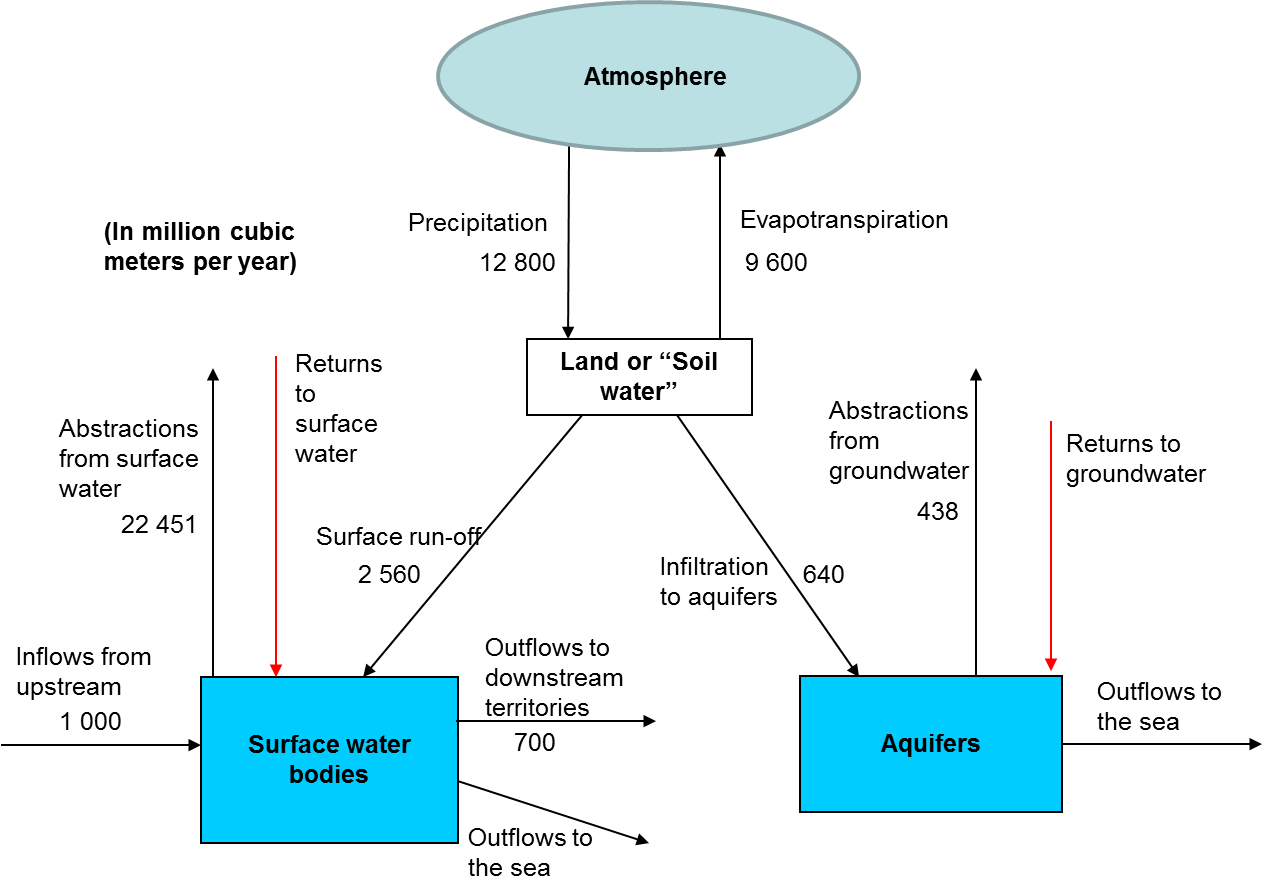 Atmosphere
(In million cubic
meters per year)
Precipitation
12 800
Evapotranspiration
9 600
Land or “Soil
water”
Returns
to
surface
water
Abstractions
from surface
water
22 451
Abstractions
from
groundwater
438
Returns to
groundwater
Surface run-off
2 560
Infiltration
to aquifers
640
Inflows from
upstream
1 000
Outflows to
downstream
territories
700
Outflows to
the sea
Surface water
bodies
Aquifers
Outflows to
the sea